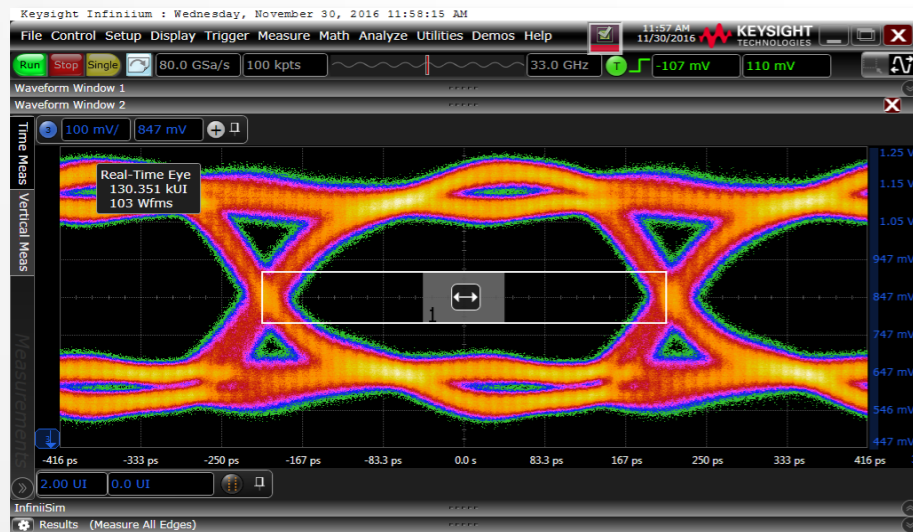 Keysight Infiniium : Wednesday, November 30, 2016 11:58:15 AM
File Control Setup Display Trigger Measure Math Analyze Utilities Demos Help
11:57 AM
11/30/2016
KEYSIGHT
TECHNOLOGIES
Run Stop Single 80.0 GSa/s 100 kpts 33.0 GHz T -107 mV 110 mV
Waveform Window 1
Waveform Window 2
3 100 mV/ 847 mV
Time Meas
Vertical Meas
Measurements
Real-Time Eye
130.351 kUI
103 Wfms
1.25 V
1.15 V
1.05 V
947 mV
847 mV
747 mV
647 mV
546 mV
447 mV
1
3
-416 ps -333 ps -250 ps -167 ps -83.3 ps 0.0 s 83.3 ps 167 ps 250 ps 333 ps 416 ps
2.00 UI 0.0 UI
InfiniiSim
Results (Measure All Edges)